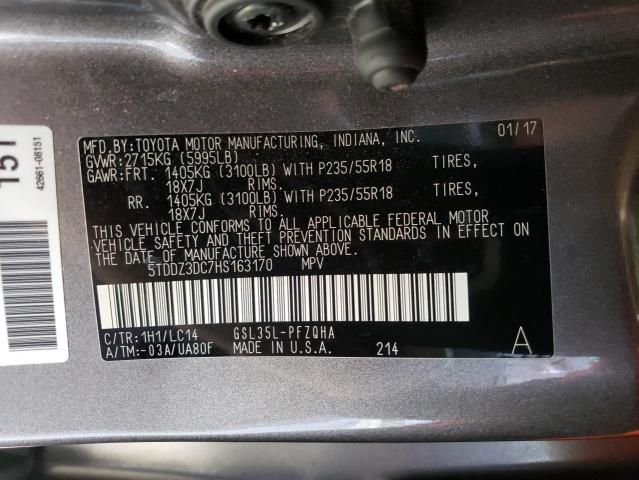 MFD.BY:TOYOTA MOTOR MANUFACTURING, INDIANA, INC. 01/17
GVWR:2715KG (5995LB)
GAWR:FRT. 1405KG (3100LB) WITH P235/55R18 TIRES,
18X7J RIMS.
RR. 1405KG (3100LB) WITH P235/55R18 TIRES,
18X7J RIMS.
THIS VEHICLE CONFORMS TO ALL APPLICABLE FEDERAL MOTOR
VEHICLE SAFETY AND THEFT PREVENTION STANDARDS IN EFFECT ON
THE DATE OF MANUFACTURE SHOWN ABOVE.
5TDDZ3DC7HS163170 MPV
C/TR:1H1/LC14 GSL35L-PFZQHA
A/TM:-03A/UA80F MADE IN U.S.A. 214 A
151
42661-08151